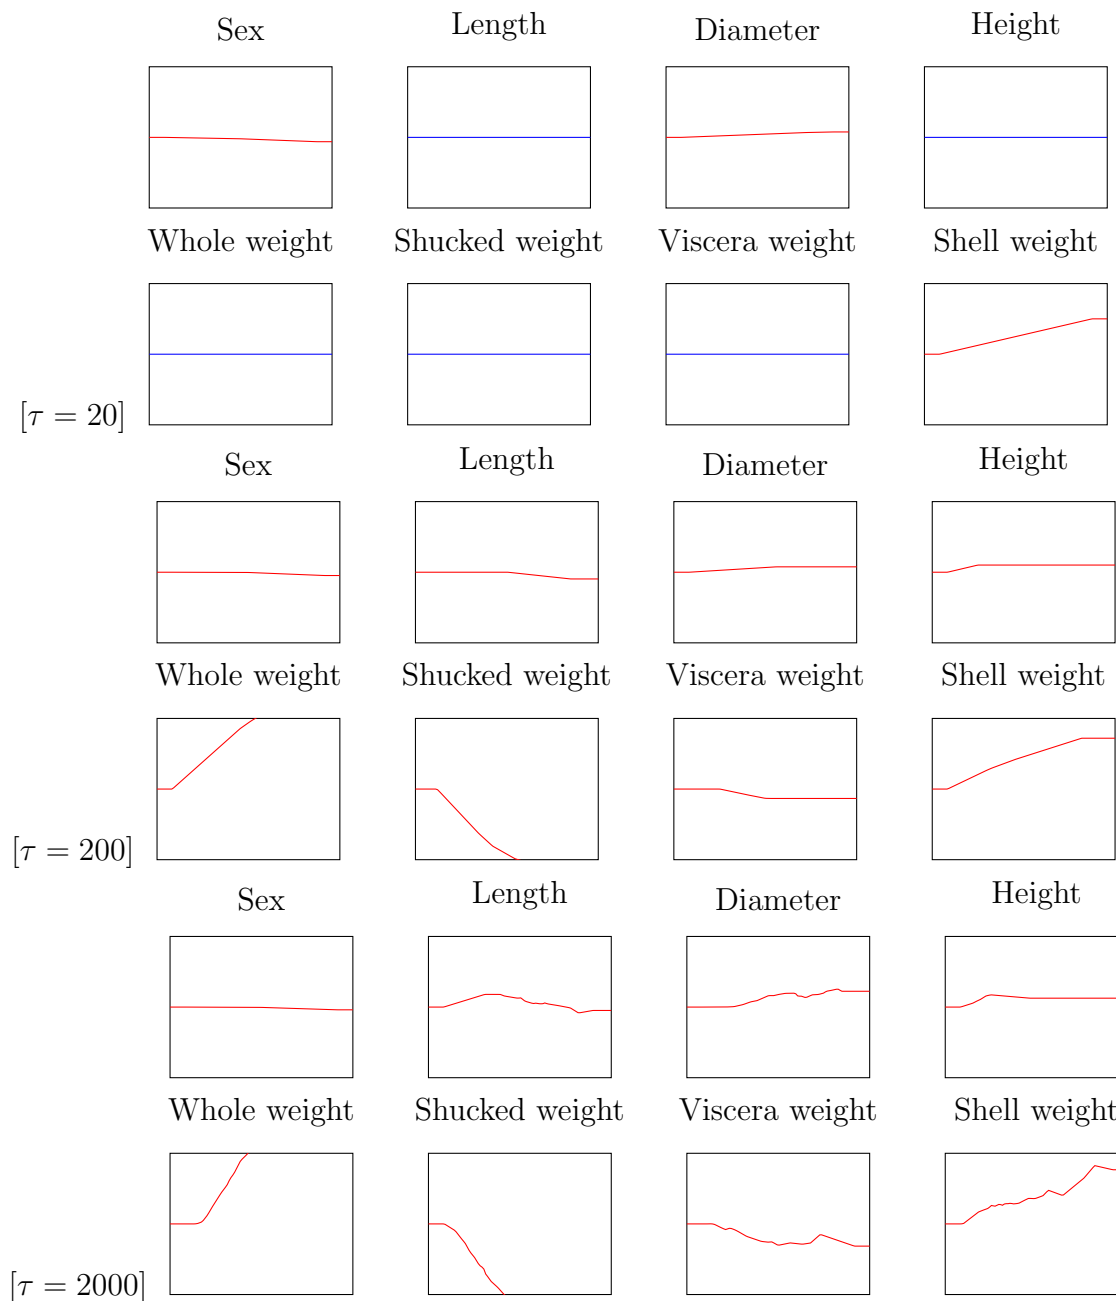 Sex Length Diameter Height
Whole weight Shucked weight Viscera weight Shell weight
[τ = 20]
Sex Length Diameter Height
Whole weight Shucked weight Viscera weight Shell weight
[τ = 200]
Sex Length Diameter Height
Whole weight Shucked weight Viscera weight Shell weight
[τ = 2000]